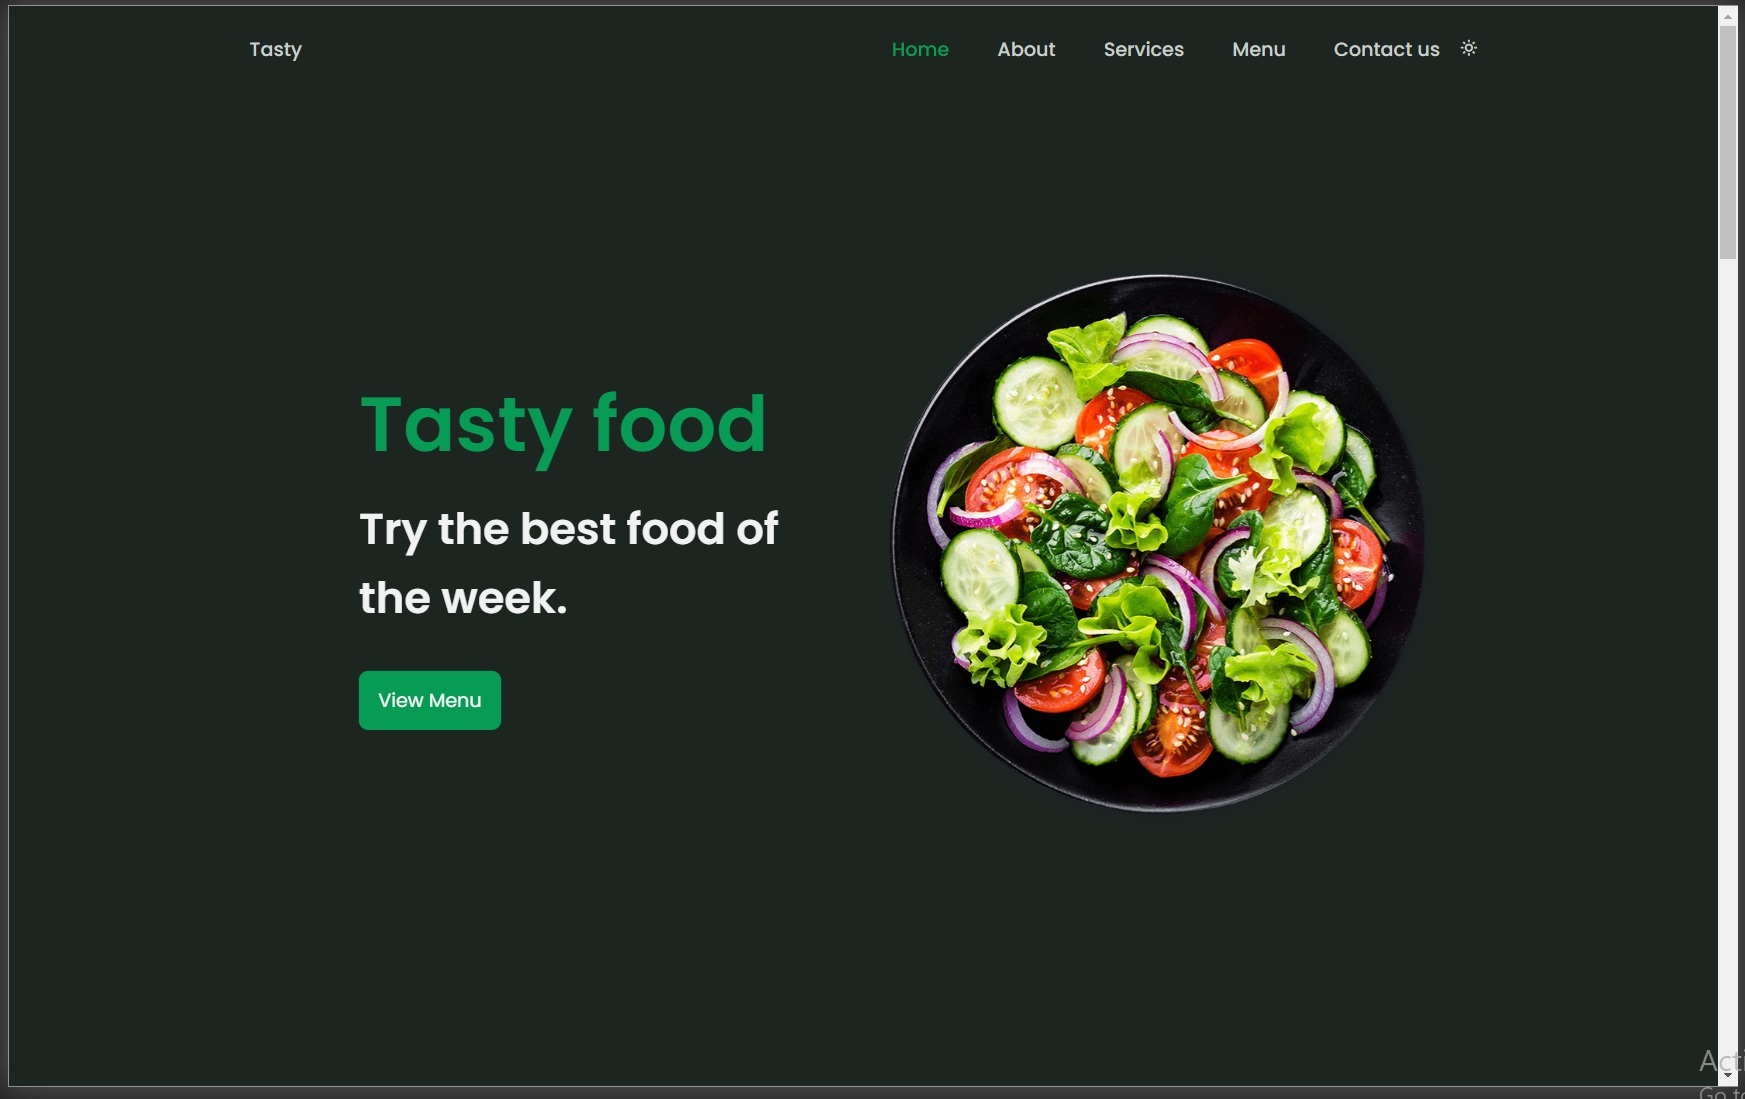 Tasty
Home About Services Menu Contact us
Tasty food
Try the best food of
the week.
View Menu
Go to